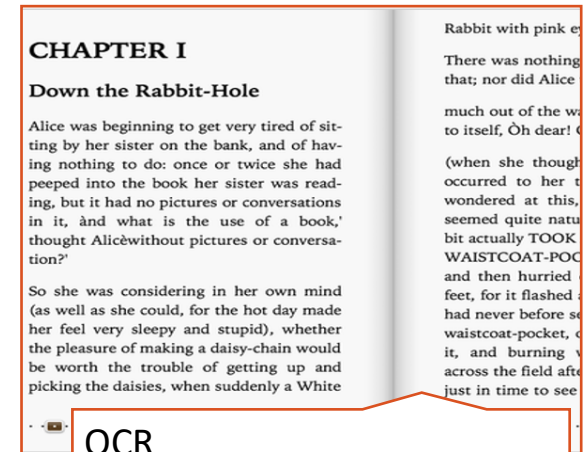 CHAPTER I
Down the Rabbit-Hole
Alice was beginning to get very tired of sit-
ting by her sister on the bank, and of hav-
ing nothing to do: once or twice she had
peeped into the book her sister was read-
ing, but it had no pictures or conversations
in it, ànd what is the use of a book,'
thought Alicèwithout pictures or conversa-
tion?'
So she was considering in her own mind
(as well as she could, for the hot day made
her feel very sleepy and stupid), whether
the pleasure of making a daisy-chain would
be worth the trouble of getting up and
picking the daisies, when suddenly a White
Rabbit with pink
There was nothing
that; nor did Alice
much out of the
to itself, Òh dear!
(when she
occurred to her
wondered at this,
seemed quite
bit actually TOOK
and then hurried
feet, for it flashed
had never before
waistcoat-pocket,
it, and burning
across the field
just in time to see
OCR